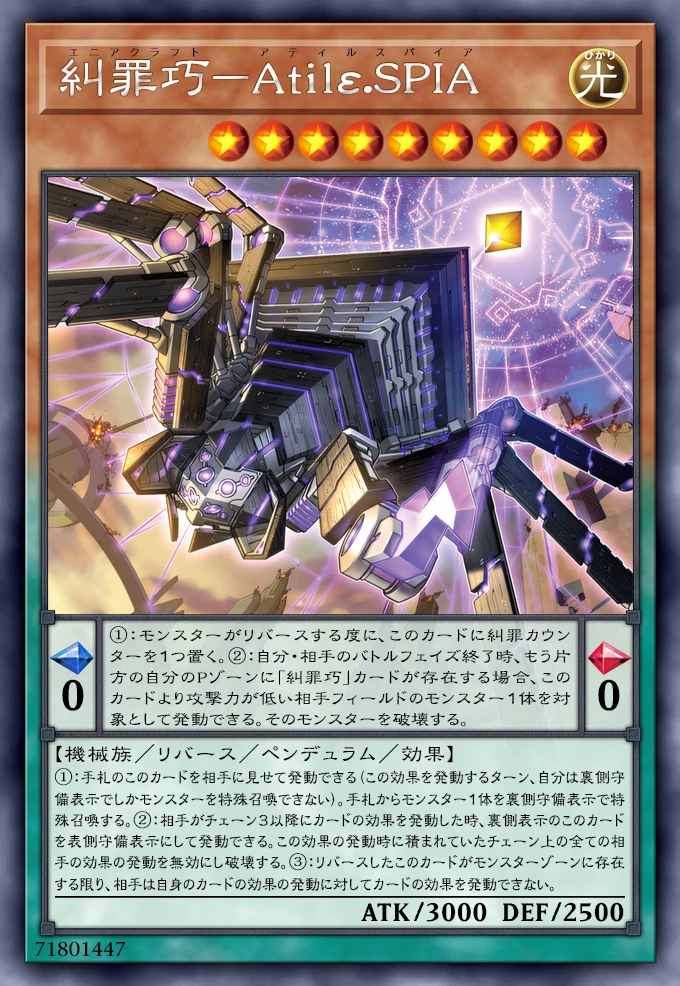 エニアクラフト アティルスパイア
糾罪巧－Atilɛ.SPIA
ひかり
光
①：モンスターがリバースする度に、このカードに糾罪カウン
ターを1つ置く。②：自分・相手のバトルフェイズ終了時、もう片
方の自分のPゾーンに「糾罪巧」カードが存在する場合、この
カードより攻撃力が低い相手フィールドのモンスター1体を対
象として発動できる。そのモンスターを破壊する。
0
0
【機械族／リバース／ペンデュラム／効果】
①：手札のこのカードを相手に見せて発動できる（この効果を発動するターン、自分は裏側守
備表示でしかモンスターを特殊召喚できない）。手札からモンスター1体を裏側守備表示で特
殊召喚する。②：相手がチェーン3以降にカードの効果を発動した時、裏側表示のこのカード
を表側守備表示にして発動できる。この効果の発動時に積まれていたチェーン上の全ての相
手の効果の発動を無効にし破壊する。③：リバースしたこのカードがモンスターゾーンに存在
する限り、相手は自身のカードの効果の発動に対してカードの効果を発動できない。
ATK/3000 DEF/2500
71801447